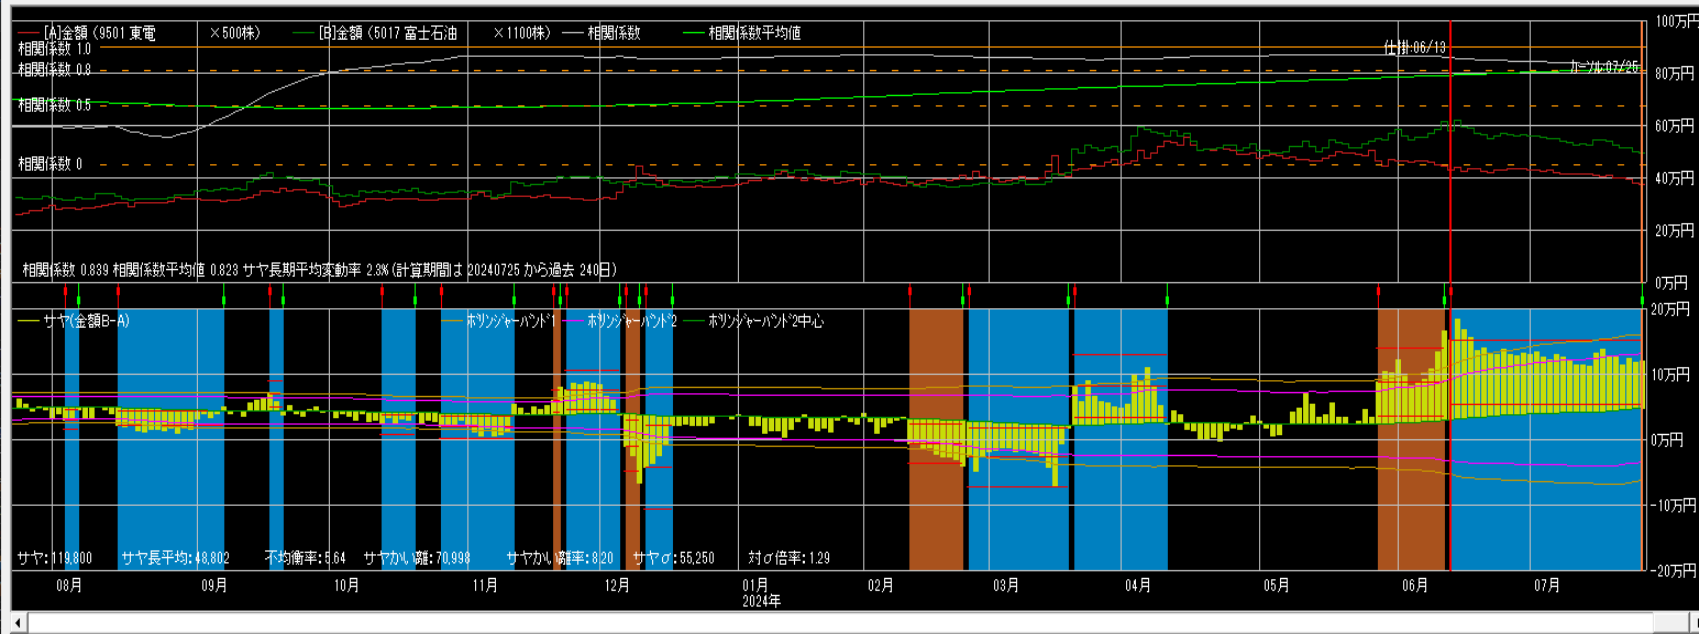 [A]金額 (9501 東電 ×500株) [B]金額 (5017 富士石油 ×1100株) 相関係数 相関係数平均値
100万円
相関係数 1.0
仕掛:06/13
相関係数 0.8
カーソル:07/25
80万円
相関係数 0.5
60万円
相関係数 0
40万円
20万円
相関係数 0.839 相関係数平均値 0.823 サヤ長期平均変動率 2.3% (計算期間は 20240725 から過去 240日)
0万円
サヤ(金額B-A) ボリンジャーバンド1 ボリンジャーバンド2 ボリンジャーバンド2中心
20万円
10万円
0万円
-10万円
サヤ:119,800 サヤ長平均:48,802 不均衡率:5.64 サヤかい離:70,998 サヤかい離率:8.20 サヤσ:55,250 対σ倍率:1.29
-20万円
08月 09月 10月 11月 12月 01月 02月 03月 04月 05月 06月 07月
2024年